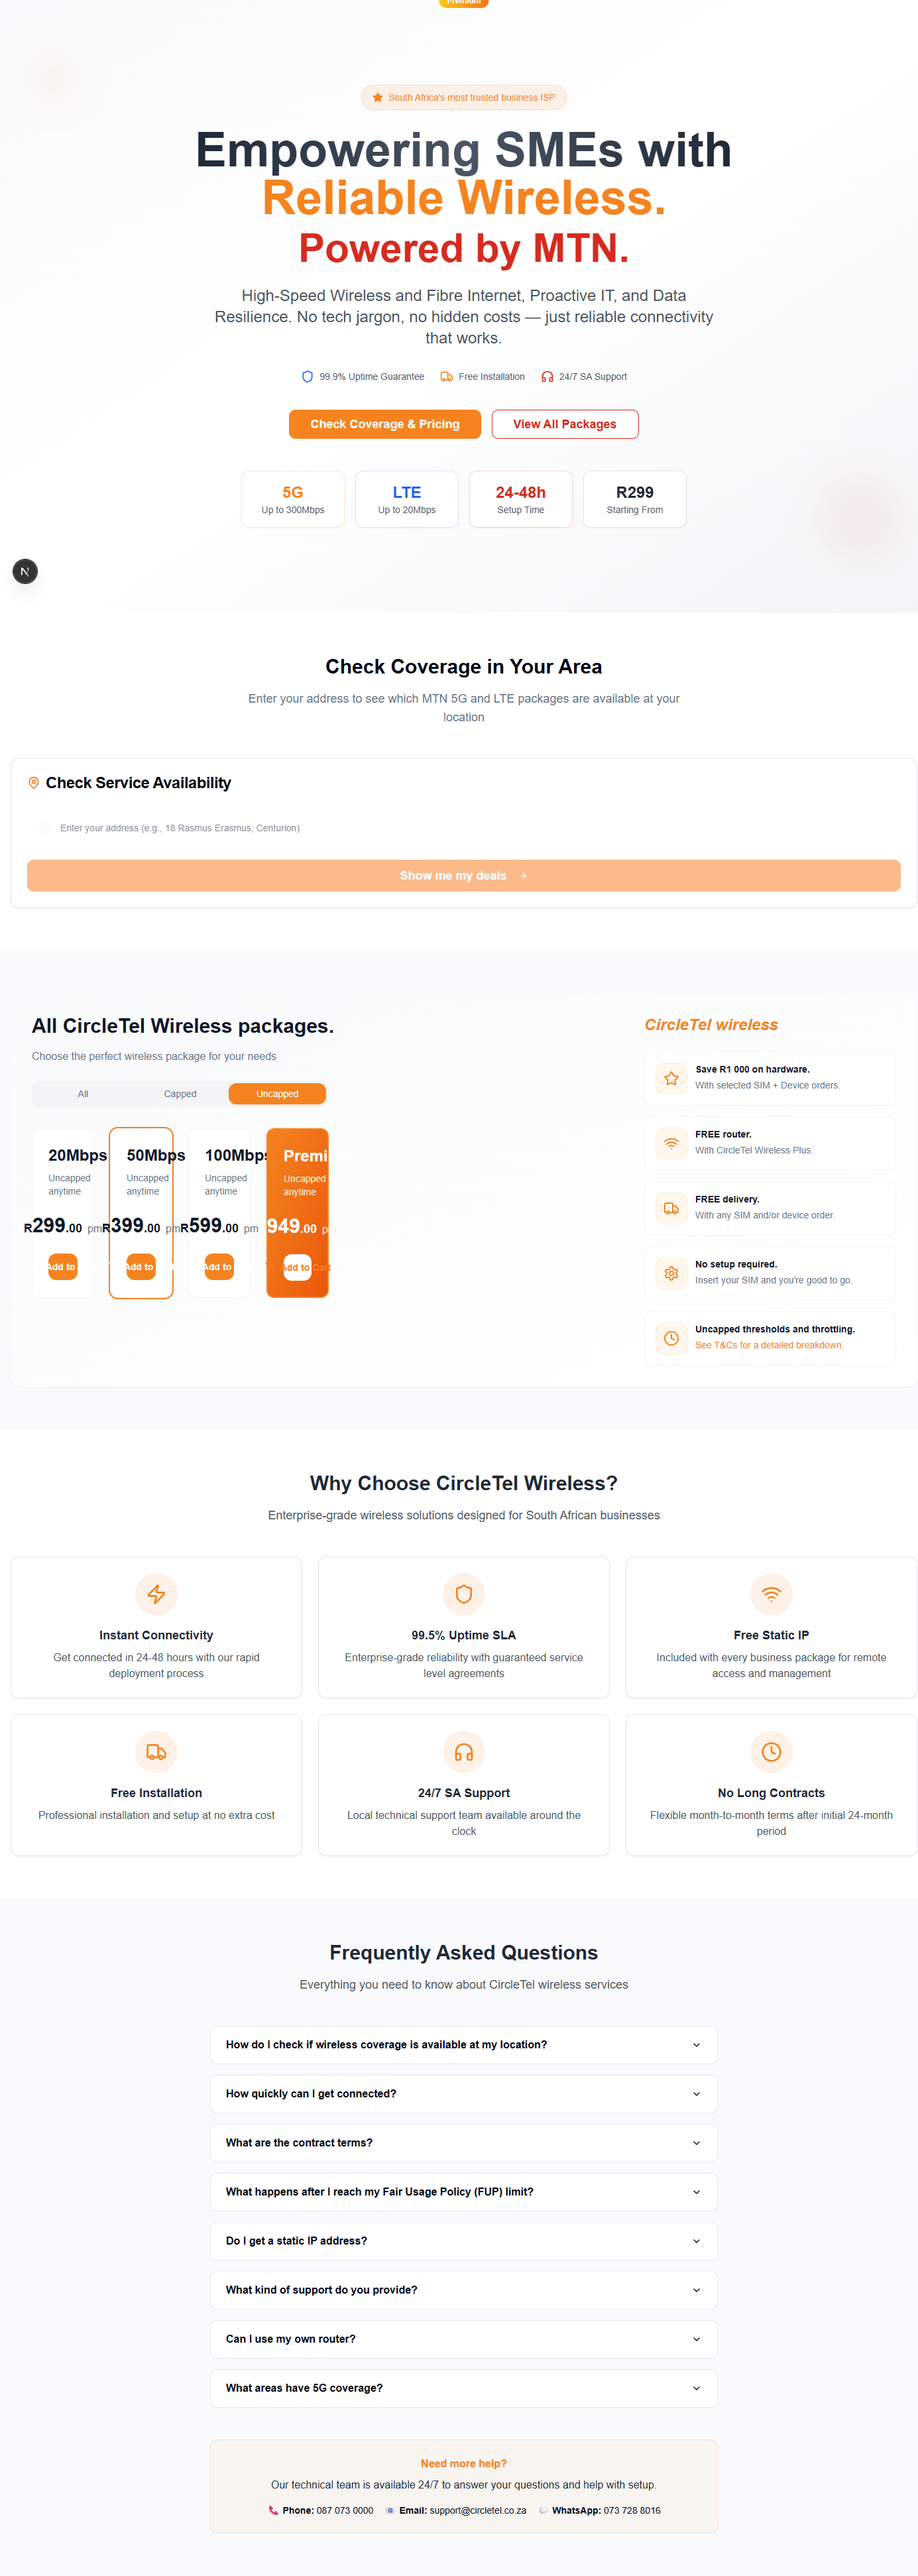 Premium
South Africa's most trusted business ISP
Empowering SMEs with
Reliable Wireless.
Powered by MTN.
High-Speed Wireless and Fibre Internet, Proactive IT, and Data
Resilience. No tech jargon, no hidden costs — just reliable connectivity
that works.
99.9% Uptime Guarantee
Free Installation
24/7 SA Support
Check Coverage & Pricing
View All Packages
5G
Up to 300Mbps
LTE
Up to 20Mbps
24-48h
Setup Time
R299
Starting From
N
Check Coverage in Your Area
Enter your address to see which MTN 5G and LTE packages are available at your
location
Check Service Availability
Enter your address (e.g., 18 Rasmus Erasmus, Centurion)
Show me my deals
All CircleTel Wireless packages.
Choose the perfect wireless package for your needs
All
Capped
Uncapped
20Mbps
Uncapped
anytime
R299.00 pm
Add to
50Mbps
Uncapped
anytime
R399.00 pm
Add to
100Mbps
Uncapped
anytime
R599.00 pm
Add to
Premi
Uncapped
anytime
949.00 p
Add to Cart
CircleTel wireless
Save R1 000 on hardware.
With selected SIM + Device orders.
FREE router.
With CircleTel Wireless Plus.
FREE delivery.
With any SIM and/or device order.
No setup required.
Insert your SIM and you're good to go.
Uncapped thresholds and throttling.
See T&Cs for a detailed breakdown.
Why Choose CircleTel Wireless?
Enterprise-grade wireless solutions designed for South African businesses
Instant Connectivity
Get connected in 24-48 hours with our rapid
deployment process
99.5% Uptime SLA
Enterprise-grade reliability with guaranteed service
level agreements
Free Static IP
Included with every business package for remote
access and management
Free Installation
Professional installation and setup at no extra cost
24/7 SA Support
Local technical support team available around the
clock
No Long Contracts
Flexible month-to-month terms after initial 24-month
period
Frequently Asked Questions
Everything you need to know about CircleTel wireless services
How do I check if wireless coverage is available at my location?
How quickly can I get connected?
What are the contract terms?
What happens after I reach my Fair Usage Policy (FUP) limit?
Do I get a static IP address?
What kind of support do you provide?
Can I use my own router?
What areas have 5G coverage?
Need more help?
Our technical team is available 24/7 to answer your questions and help with setup.
Phone: 087 073 0000
Email: support@circletel.co.za
WhatsApp: 073 728 8016